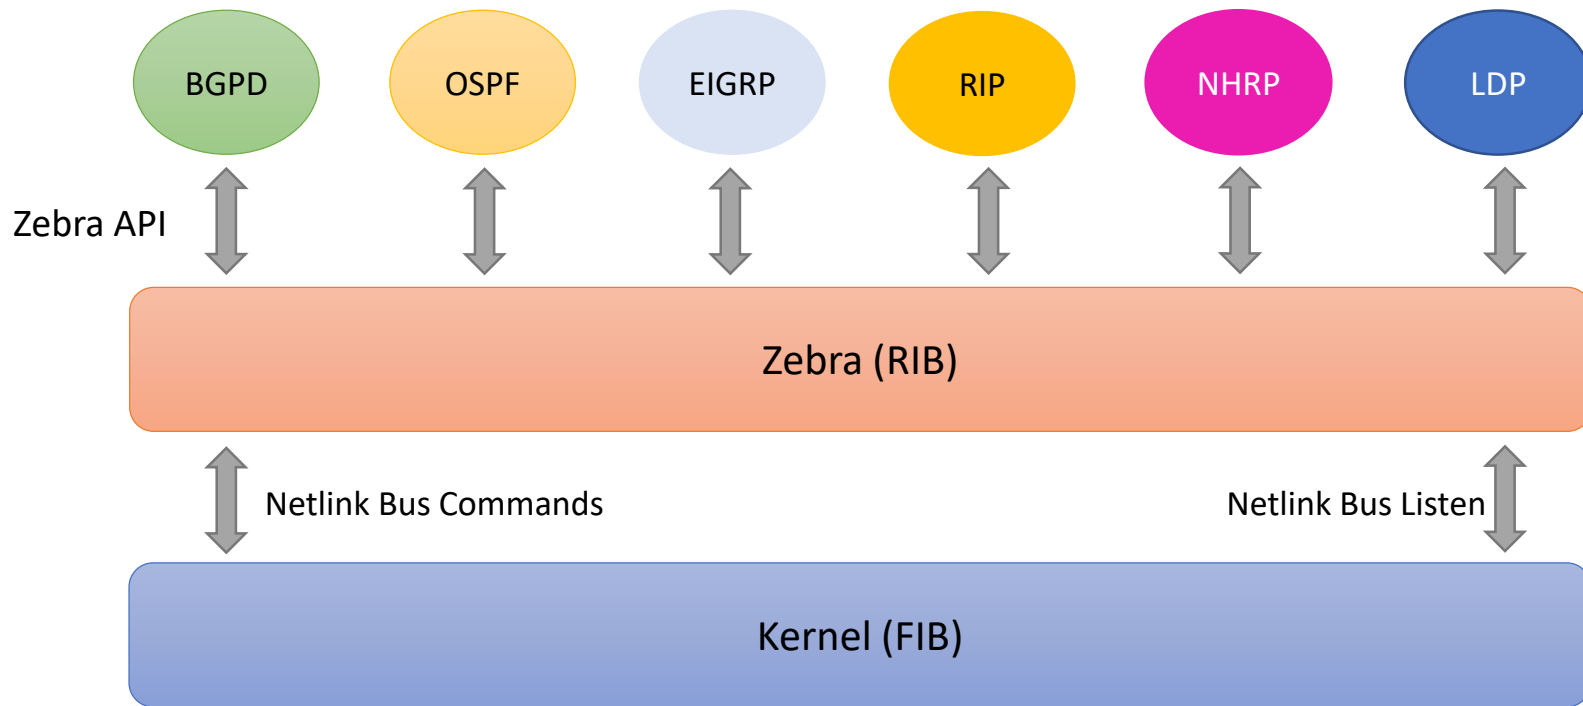 BGPD
OSPF
EIGRP
RIP
NHRP
LDP
Zebra API
Zebra (RIB)
Netlink Bus Commands
Netlink Bus Listen
Kernel (FIB)